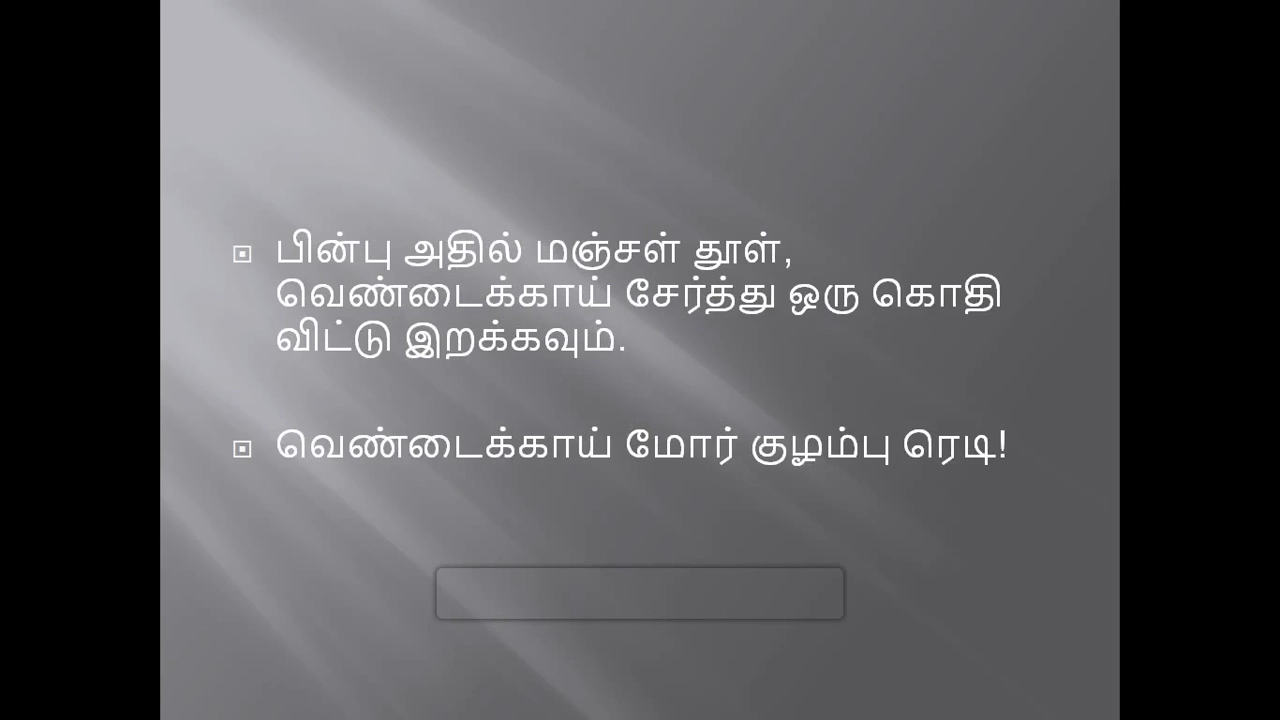 பின்பு அதில் மஞ்சள் தூள்,
வெண்டைக்காய் சேர்த்து ஒரு கொதி
விட்டு இறக்கவும்.
வெண்டைக்காய் மோர் குழம்பு ரெடி!